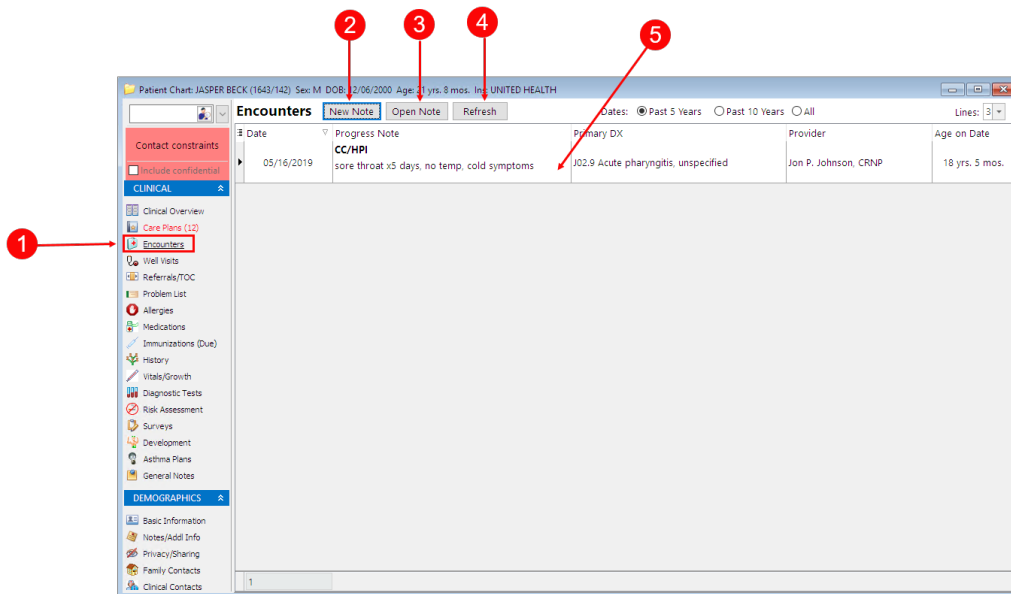 2
3
4
5
Patient Chart: JASPER BECK (1643/142) Sex: M DOB: 12/06/2000 Age: 21 yrs. 8 mos. Ins: UNITED HEALTH
Encounters New Note Open Note Refresh Dates: Past 5 Years Past 10 Years All Lines: 3
Date Progress Note Primary DX Provider Age on Date
CC/HPI
05/16/2019 sore throat x5 days, no temp, cold symptoms J02.9 Acute pharyngitis, unspecified Jon P. Johnson, CRNP 18 yrs. 5 mos.
Contact constraints
Include confidential
CLINICAL
Clinical Overview
Care Plans (12)
1
Encounters
Well Visits
Referrals/TOC
Problem List
Allergies
Medications
Immunizations (Due)
History
Vitals/Growth
Diagnostic Tests
Risk Assessment
Surveys
Development
Asthma Plans
General Notes
DEMOGRAPHICS
Basic Information
Notes/Addl Info
Privacy/Sharing
Family Contacts
Clinical Contacts
1